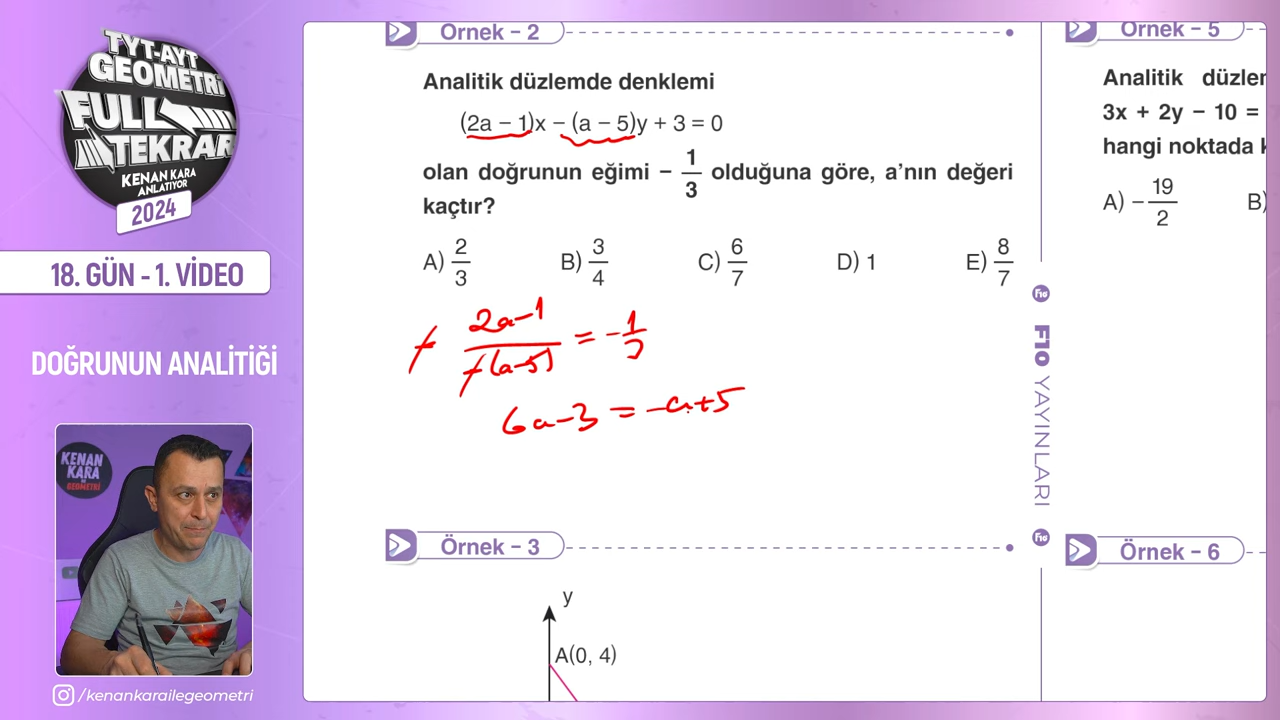 TYT-AYT
GEOMETRİ
FULL
TEKRAR
KENAN KARA
ANLATIYOR
2024
18. GÜN - 1. VİDEO
DOĞRUNUN ANALİTİĞİ
KENAN
KARA
GEOMETRİ
/kenankarailegeometri
Örnek - 2
Analitik düzlemde denklemi
(2a − 1)x − (a − 5)y + 3 = 0
olan doğrunun eğimi − 1/3 olduğuna göre, a'nın değeri
kaçtır?
A) 2/3 B) 3/4 C) 6/7 D) 1 E) 8/7
− (2a−1)/(−(a−5)) = −1/3
6a−3 = −a+5
Örnek - 3
y
A(0, 4)
F10
F10 YAYINLARI
F10
Örnek - 5
Analitik düzle
3x + 2y − 10 =
hangi noktada
A) − 19/2 B)
Örnek - 6